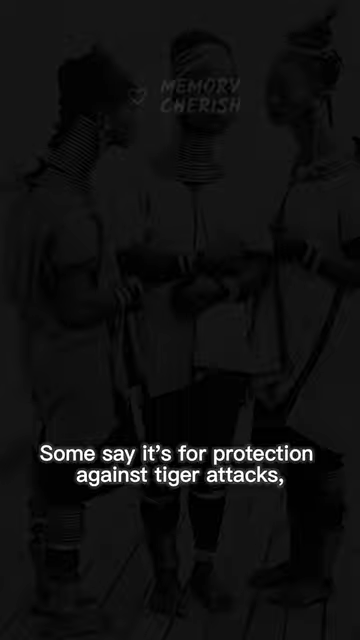 MEMORY
CHERISH
Some say it's for protection
against tiger attacks,